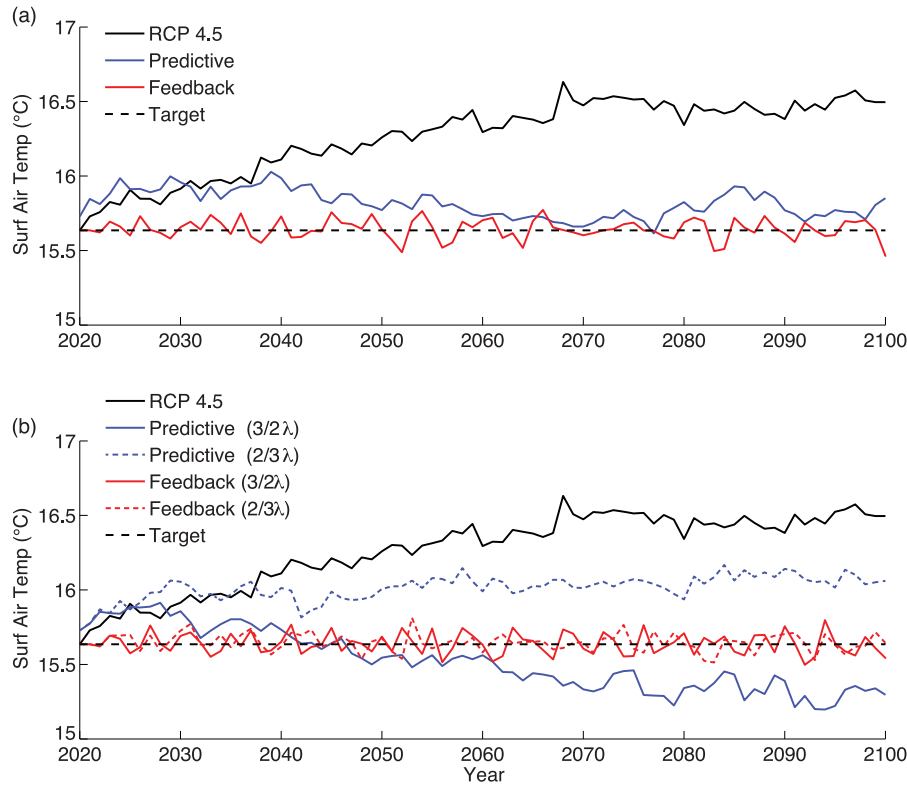 (a)
17
16.5
16
15.5
15
Surf Air Temp (°C)
RCP 4.5
Predictive
Feedback
Target
2020 2030 2040 2050 2060 2070 2080 2090 2100
(b)
RCP 4.5
Predictive (3/2λ)
Predictive (2/3λ)
Feedback (3/2λ)
Feedback (2/3λ)
Target
17
16.5
16
15.5
15
Surf Air Temp (°C)
2020 2030 2040 2050 2060 2070 2080 2090 2100
Year